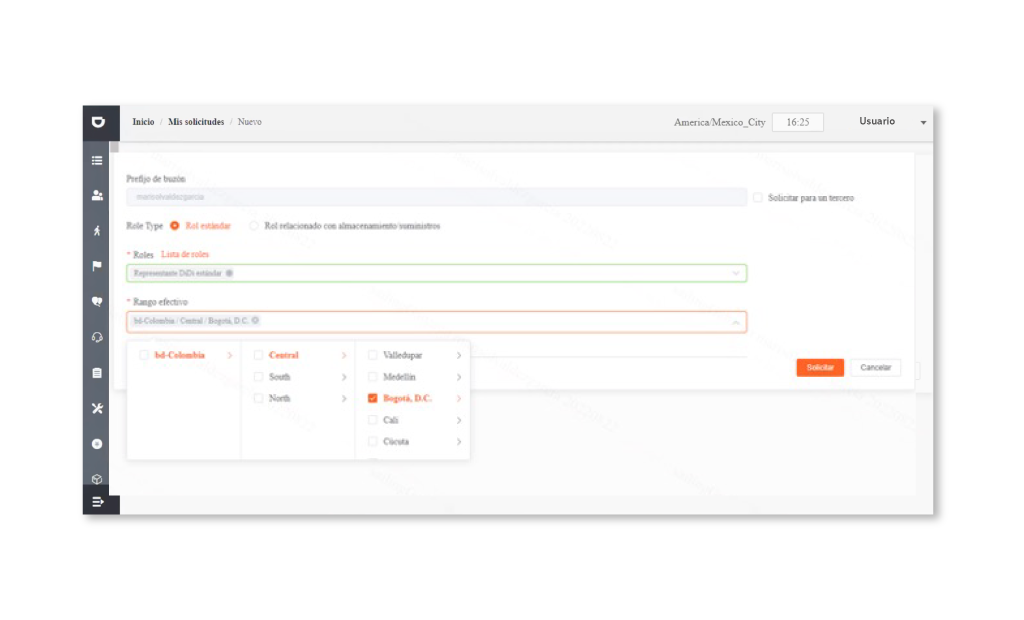 Inicio / Mis solicitudes / Nuevo
America/Mexico_City 16:25 Usuario
Prefijo de buzón
Solicitar para un tercero
Role Type Rol estándar Rol relacionado con almacenamiento/suministros
* Roles Lista de roles
Representante DiDi estándar
* Rango efectivo
bd-Colombia / Central / Bogotá, D.C.
bd-Colombia Central Valledupar
South Medellín
North Bogotá, D.C.
Cali
Cúcuta
Solicitar Cancelar